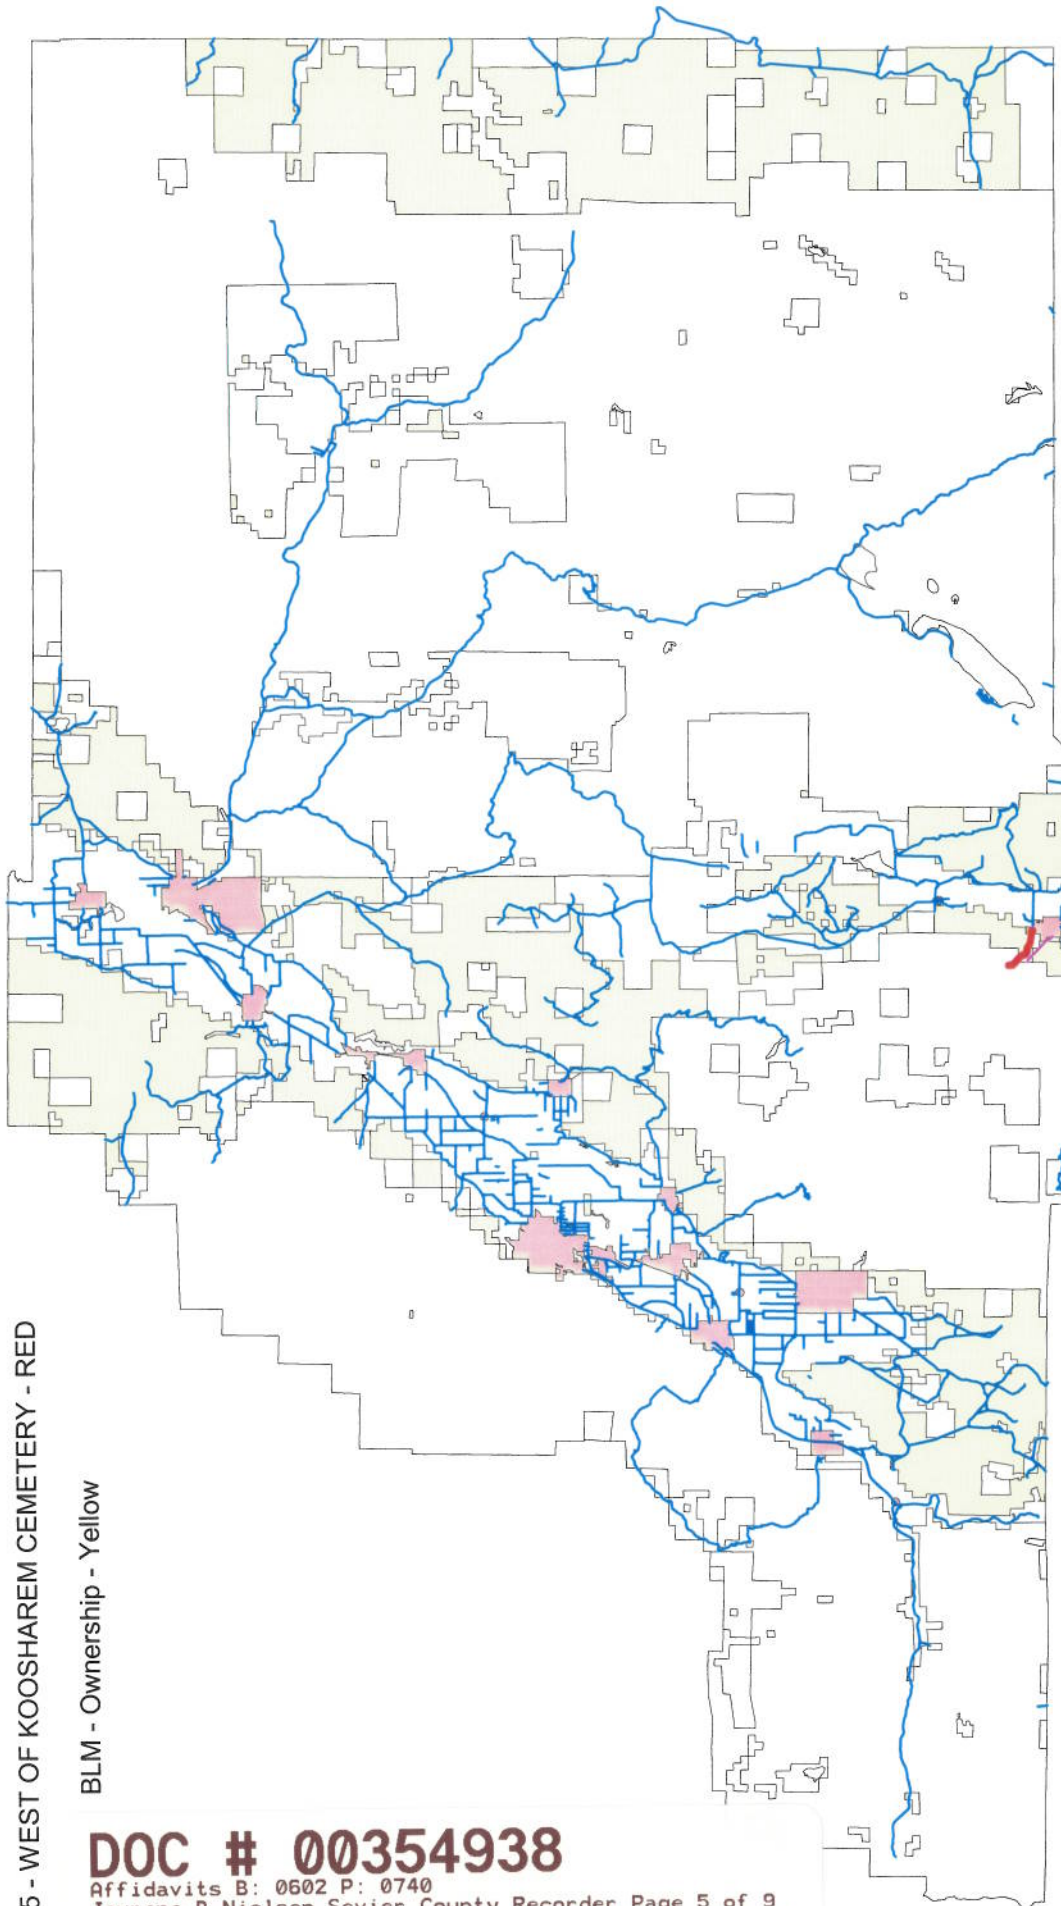 5 - WEST OF KOOSHAREM CEMETERY - RED
BLM - Ownership - Yellow
DOC # 00354938
Affidavits B: 0602 P: 0740
Nielson Sevier County Recorder Page 5 of 9